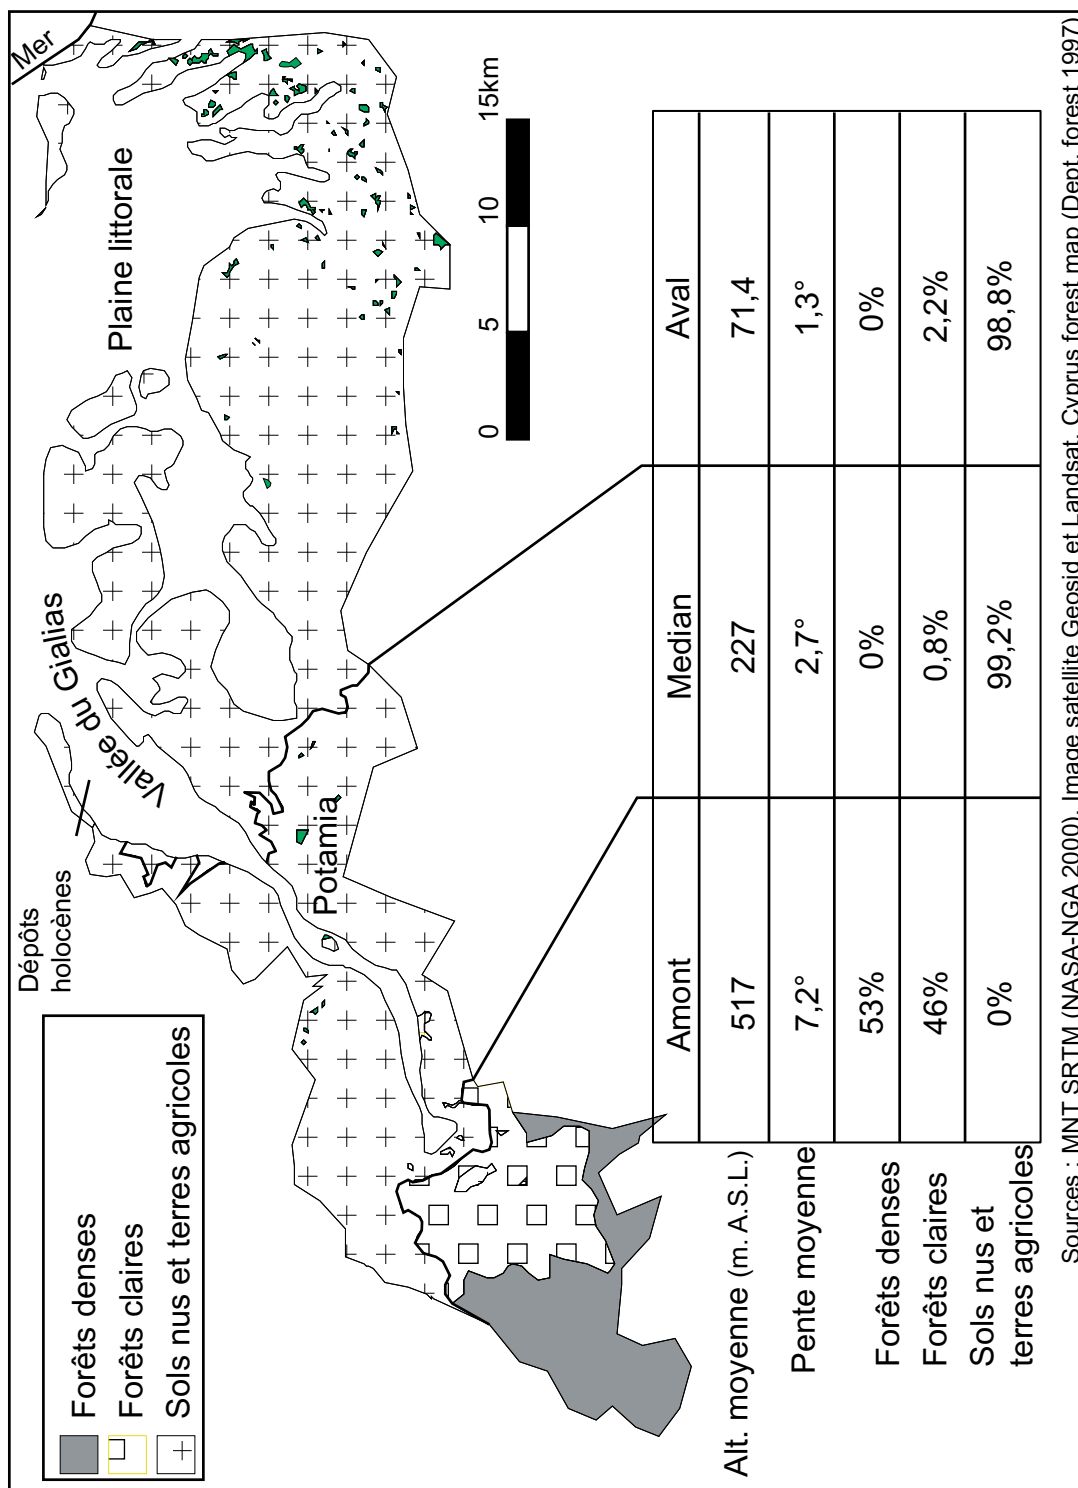 Forêts denses
Forêts claires
Sols nus et terres agricoles
Dépôts
holocènes
Vallée du Gialias
Potamia
Plaine littorale
Mer
0 5 10 15km
Amont Median Aval
Alt. moyenne (m. A.S.L.) 517 227 71,4
Pente moyenne 7,2° 2,7° 1,3°
Forêts denses 53% 0% 0%
Forêts claires 46% 0,8% 2,2%
Sols nus et
terres agricoles 0% 99,2% 98,8%
Sources : MNT SRTM (NASA-NGA 2000), Image satellite Geosid et Landsat, Cyprus forest map (Dept. forest 1997)